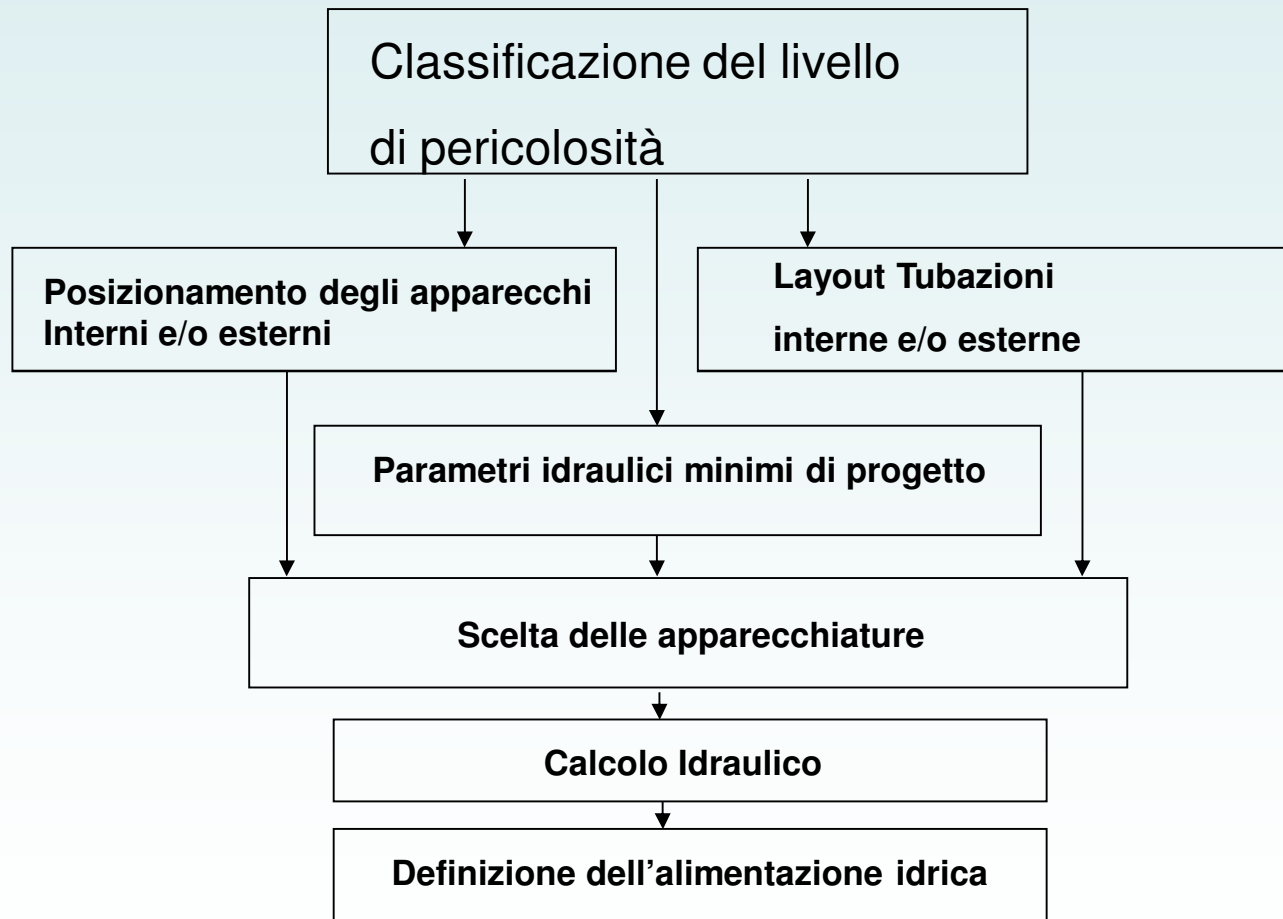 Classificazione del livello
di pericolosità
Posizionamento degli apparecchi
Interni e/o esterni
Layout Tubazioni
interne e/o esterne
Parametri idraulici minimi di progetto
Scelta delle apparecchiature
Calcolo Idraulico
Definizione dell’alimentazione idrica